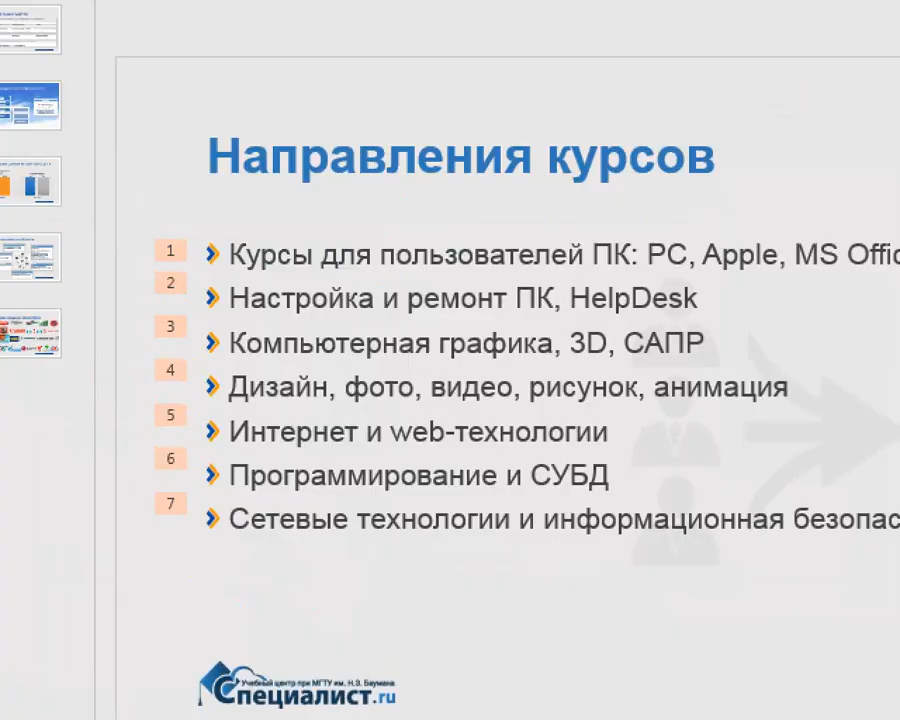 Направления курсов
1 Курсы для пользователей ПК: PC, Apple, MS Offic
2 Настройка и ремонт ПК, HelpDesk
3 Компьютерная графика, 3D, САПР
4 Дизайн, фото, видео, рисунок, анимация
5 Интернет и web-технологии
6 Программирование и СУБД
7 Сетевые технологии и информационная безопас
Учебный центр при МГТУ им. Н.Э. Баумана
Специалист.ru